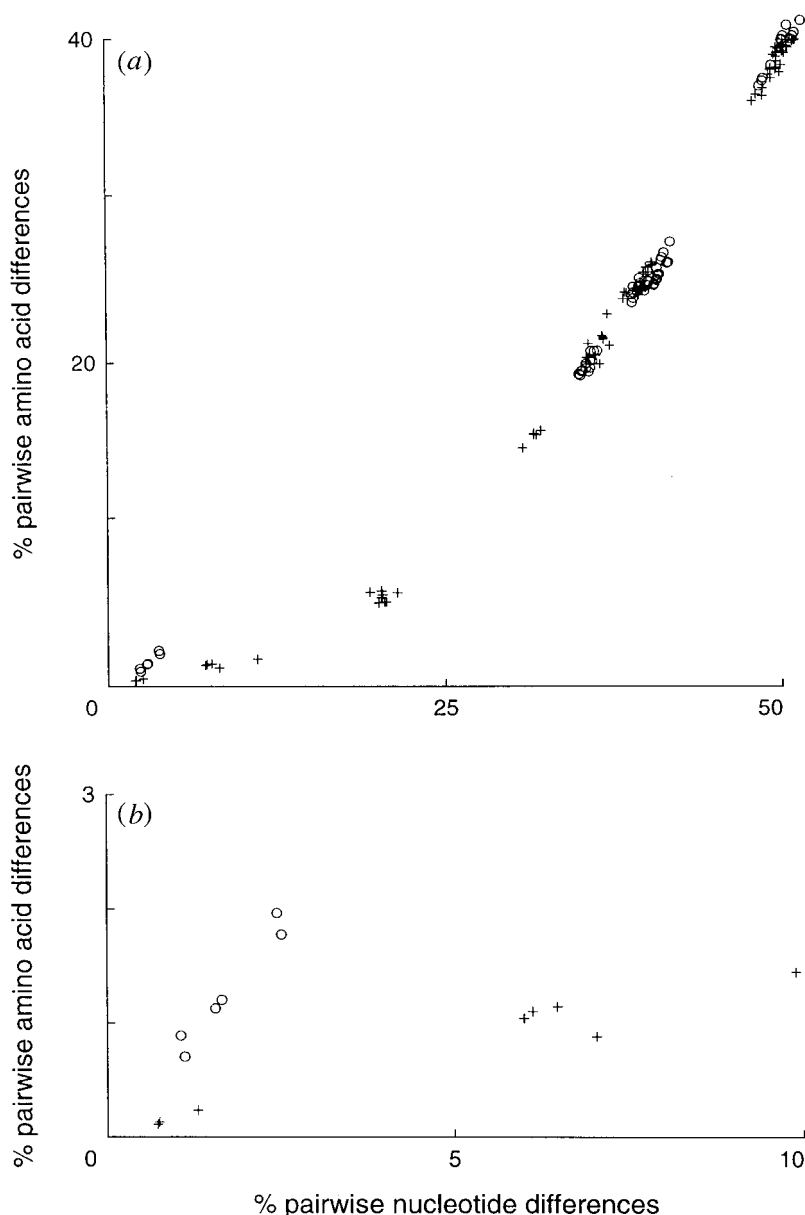 40
(a)
% pairwise amino acid differences
20
0
25
50
3
(b)
% pairwise amino acid differences
0
5
10
% pairwise nucleotide differences